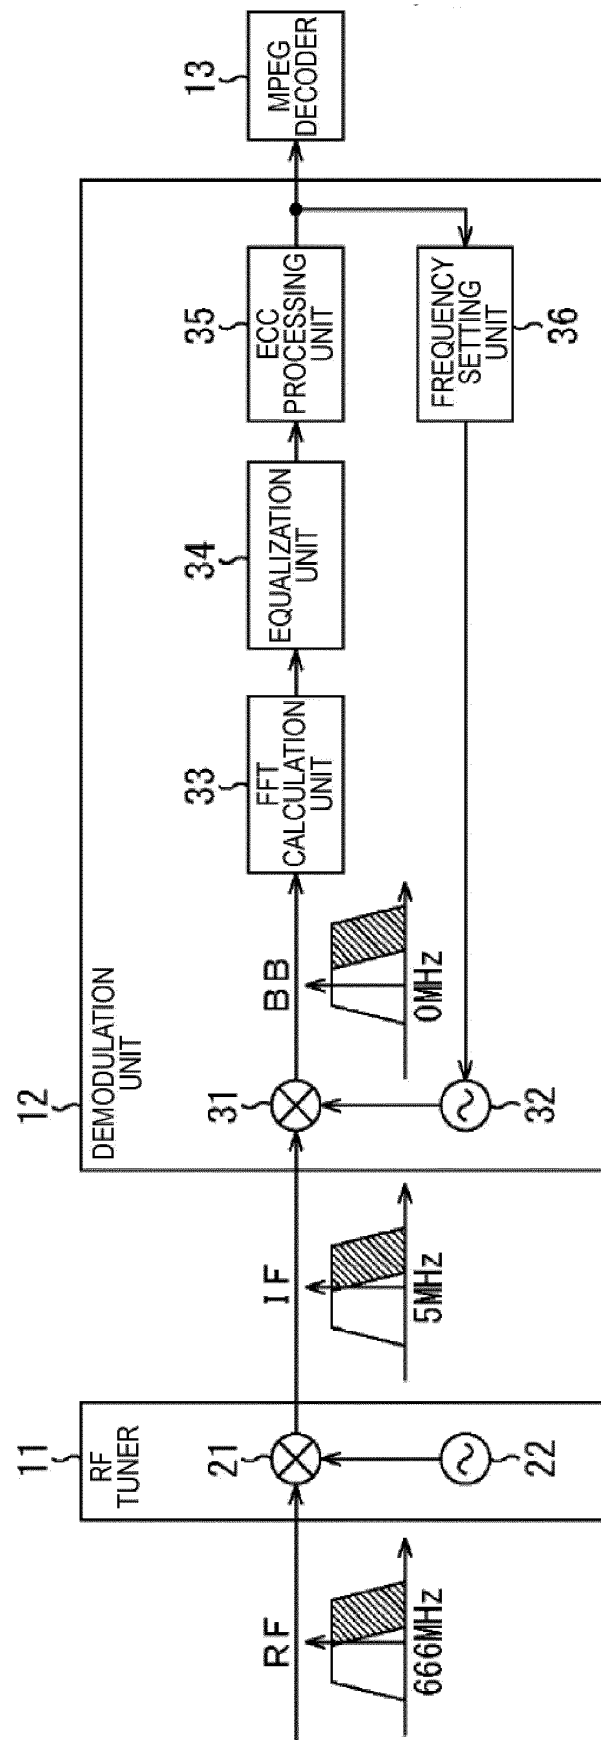 11
RF
TUNER
21
22
RF
666MHz
IF
5MHz
12
DEMODULATION
UNIT
31
32
BB
0MHz
33
FFT
CALCULATION
UNIT
34
EQUALIZATION
UNIT
35
ECC
PROCESSING
UNIT
FREQUENCY
SETTING
UNIT
36
13
MPEG
DECODER